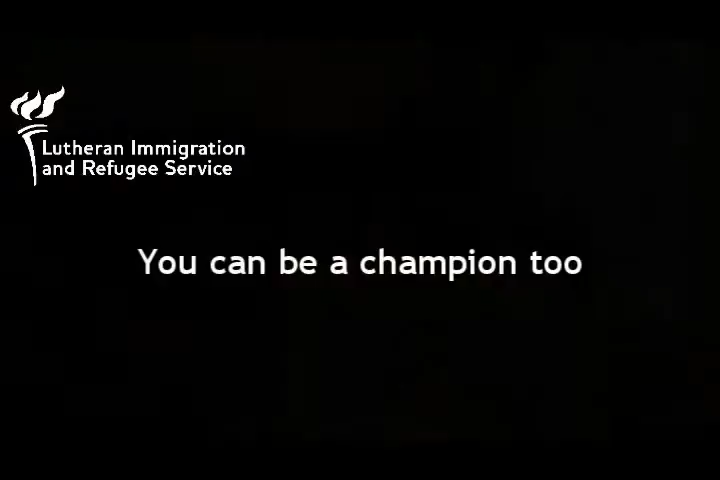 Lutheran Immigration
and Refugee Service
You can be a champion too